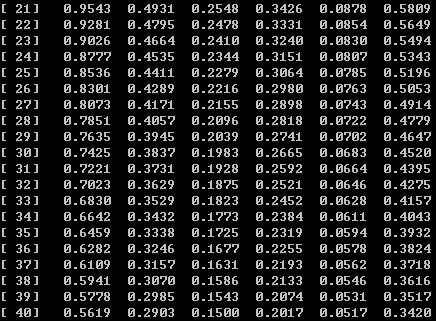 [ 21] 0.9543 0.4931 0.2548 0.3426 0.0878 0.5809
[ 22] 0.9281 0.4795 0.2478 0.3331 0.0854 0.5649
[ 23] 0.9026 0.4664 0.2410 0.3240 0.0830 0.5494
[ 24] 0.8777 0.4535 0.2344 0.3151 0.0807 0.5343
[ 25] 0.8536 0.4411 0.2279 0.3064 0.0785 0.5196
[ 26] 0.8301 0.4289 0.2216 0.2980 0.0763 0.5053
[ 27] 0.8073 0.4171 0.2155 0.2898 0.0743 0.4914
[ 28] 0.7851 0.4057 0.2096 0.2818 0.0722 0.4779
[ 29] 0.7635 0.3945 0.2039 0.2741 0.0702 0.4647
[ 30] 0.7425 0.3837 0.1983 0.2665 0.0683 0.4520
[ 31] 0.7221 0.3731 0.1928 0.2592 0.0664 0.4395
[ 32] 0.7023 0.3629 0.1875 0.2521 0.0646 0.4275
[ 33] 0.6830 0.3529 0.1823 0.2452 0.0628 0.4157
[ 34] 0.6642 0.3432 0.1773 0.2384 0.0611 0.4043
[ 35] 0.6459 0.3338 0.1725 0.2319 0.0594 0.3932
[ 36] 0.6282 0.3246 0.1677 0.2255 0.0578 0.3824
[ 37] 0.6109 0.3157 0.1631 0.2193 0.0562 0.3718
[ 38] 0.5941 0.3070 0.1586 0.2133 0.0546 0.3616
[ 39] 0.5778 0.2985 0.1543 0.2074 0.0531 0.3517
[ 40] 0.5619 0.2903 0.1500 0.2017 0.0517 0.3420